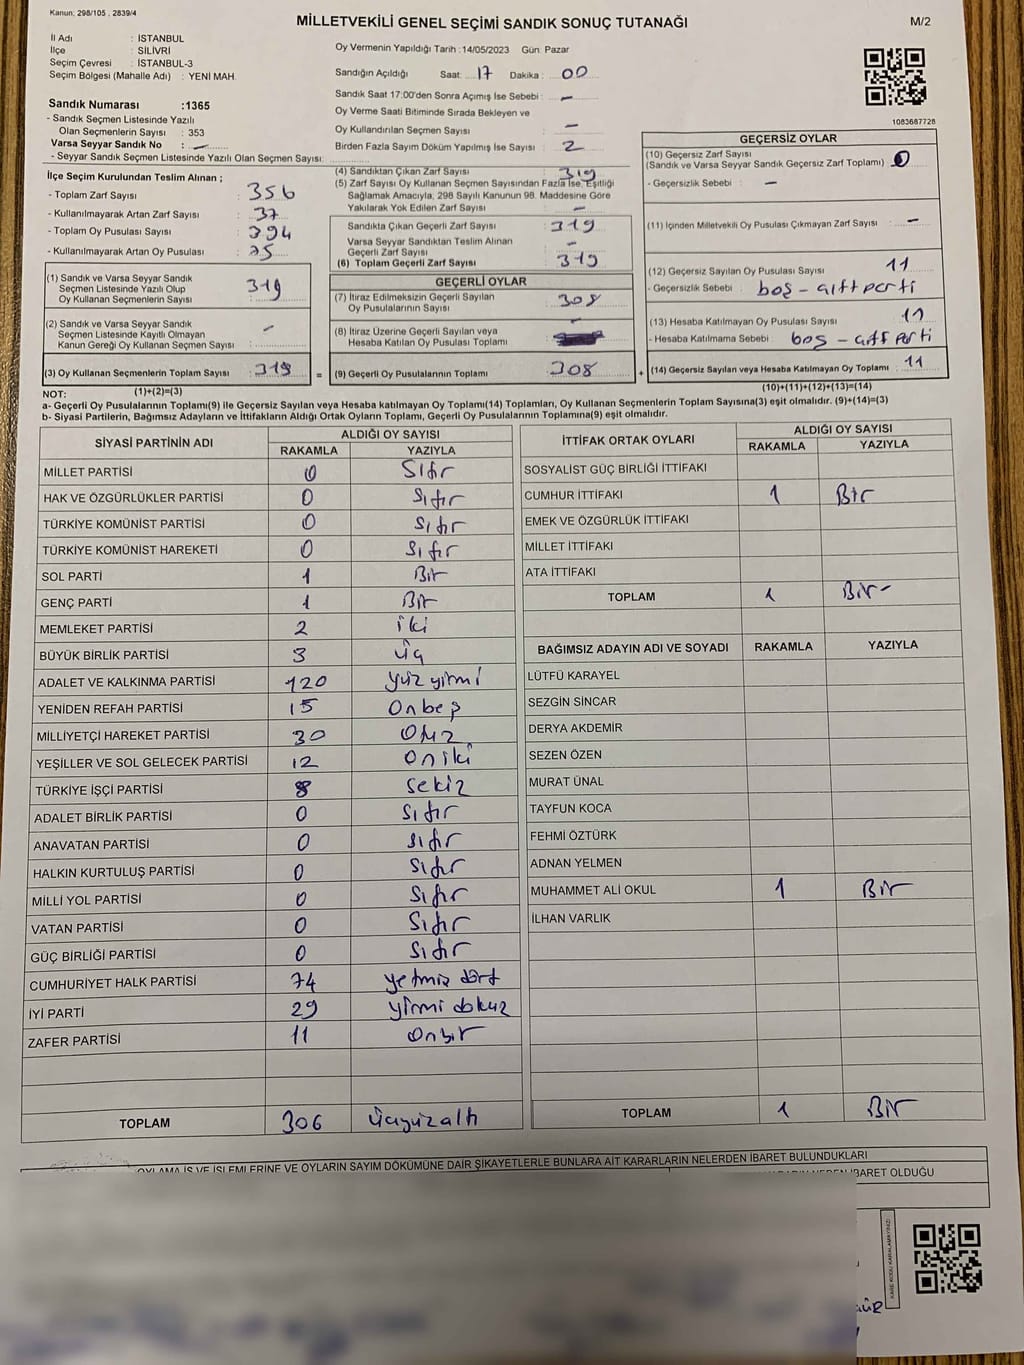 Kanun: 298/105 , 2839/4
MİLLETVEKİLİ GENEL SEÇİMİ SANDIK SONUÇ TUTANAĞI
M/2
İl Adı : İSTANBUL
İlçe : SİLİVRİ
Seçim Çevresi : İSTANBUL-3
Seçim Bölgesi (Mahalle Adı) : YENİ MAH.
Sandık Numarası :1365
- Sandık Seçmen Listesinde Yazılı
Olan Seçmenlerin Sayısı : 353
Varsa Seyyar Sandık No : –
- Seyyar Sandık Seçmen Listesinde Yazılı Olan Seçmen Sayısı:
Oy Vermenin Yapıldığı Tarih :14/05/2023 Gün: Pazar
Sandığın Açıldığı Saat: 17 Dakika : 00
Sandık Saat 17:00'den Sonra Açımış İse Sebebi : –
Oy Verme Saati Bitiminde Sırada Bekleyen ve
Oy Kullandırılan Seçmen Sayısı : –
Birden Fazla Sayım Döküm Yapılmış İse Sayısı : 2
1083687728
İlçe Seçim Kurulundan Teslim Alınan ;
- Toplam Zarf Sayısı : 356
- Kullanılmayarak Artan Zarf Sayısı : 37
- Toplam Oy Pusulası Sayısı : 394
- Kullanılmayarak Artan Oy Pusulası : 75
(1) Sandık ve Varsa Seyyar Sandık
Seçmen Listesinde Yazılı Olup
Oy Kullanan Seçmenlerin Sayısı : 319
(2) Sandık ve Varsa Seyyar Sandık
Seçmen Listesinde Kayıtlı Olmayan
Kanun Gereği Oy Kullanan Seçmen Sayısı : –
(3) Oy Kullanan Seçmenlerin Toplam Sayısı : 319 =
(4) Sandıktan Çıkan Zarf Sayısı : 319
(5) Zarf Sayısı Oy Kullanan Seçmen Sayısından Fazla İse, Eşitliği
Sağlamak Amacıyla, 298 Sayılı Kanunun 98. Maddesine Göre
Yakılarak Yok Edilen Zarf Sayısı : –
Sandıkta Çıkan Geçerli Zarf Sayısı : 319
Varsa Seyyar Sandıktan Teslim Alınan
Geçerli Zarf Sayısı : –
(6) Toplam Geçerli Zarf Sayısı : 319
GEÇERLİ OYLAR
(7) İtiraz Edilmeksizin Geçerli Sayılan
Oy Pusulalarının Sayısı : 308
(8) İtiraz Üzerine Geçerli Sayılan veya
Hesaba Katılan Oy Pusulası Toplamı : –
(9) Geçerli Oy Pusulalarının Toplamı : 308 +
GEÇERSİZ OYLAR
(10) Geçersiz Zarf Sayısı
(Sandık ve Varsa Seyyar Sandık Geçersiz Zarf Toplamı) : 0
- Geçersizlik Sebebi : –
(11) İçinden Milletvekili Oy Pusulası Çıkmayan Zarf Sayısı : –
(12) Geçersiz Sayılan Oy Pusulası Sayısı : 11
- Geçersizlik Sebebi : boş - çift parti
(13) Hesaba Katılmayan Oy Pusulası Sayısı : 11
- Hesaba Katılmama Sebebi : boş - çift parti
(14) Geçersiz Sayılan veya Hesaba Katılmayan Oy Toplamı : 11
NOT: (1)+(2)=(3)
(10)+(11)+(12)+(13)=(14)
a- Geçerli Oy Pusulalarının Toplamı(9) ile Geçersiz Sayılan veya Hesaba katılmayan Oy Toplamı(14) Toplamları, Oy Kullanan Seçmenlerin Toplam Sayısına(3) eşit olmalıdır. (9)+(14)=(3)
b- Siyasi Partilerin, Bağımsız Adayların ve İttifakların Aldığı Ortak Oyların Toplamı, Geçerli Oy Pusulalarının Toplamına(9) eşit olmalıdır.
SİYASİ PARTİNİN ADI ALDIĞI OY SAYISI
RAKAMLA YAZIYLA
MİLLET PARTİSİ 0 Sıfır
HAK VE ÖZGÜRLÜKLER PARTİSİ 0 Sıfır
TÜRKİYE KOMÜNİST PARTİSİ 0 Sıfır
TÜRKİYE KOMÜNİST HAREKETİ 0 Sıfır
SOL PARTİ 1 Bir
GENÇ PARTİ 1 Bir
MEMLEKET PARTİSİ 2 iki
BÜYÜK BİRLİK PARTİSİ 3 üç
ADALET VE KALKINMA PARTİSİ 120 yüz yirmi
YENİDEN REFAH PARTİSİ 15 Onbeş
MİLLİYETÇİ HAREKET PARTİSİ 30 Otuz
YEŞİLLER VE SOL GELECEK PARTİSİ 12 oniki
TÜRKİYE İŞÇİ PARTİSİ 8 sekiz
ADALET BİRLİK PARTİSİ 0 Sıfır
ANAVATAN PARTİSİ 0 Sıfır
HALKIN KURTULUŞ PARTİSİ 0 Sıfır
MİLLİ YOL PARTİSİ 0 Sıfır
VATAN PARTİSİ 0 Sıfır
GÜÇ BİRLİĞİ PARTİSİ 0 Sıfır
CUMHURİYET HALK PARTİSİ 74 yetmiş dört
İYİ PARTİ 29 yirmi dokuz
ZAFER PARTİSİ 11 onbir
TOPLAM 306 üçyüzaltı
İTTİFAK ORTAK OYLARI ALDIĞI OY SAYISI
RAKAMLA YAZIYLA
SOSYALİST GÜÇ BİRLİĞİ İTTİFAKI
CUMHUR İTTİFAKI 1 Bir
EMEK VE ÖZGÜRLÜK İTTİFAKI
MİLLET İTTİFAKI
ATA İTTİFAKI
TOPLAM 1 Bir
BAĞIMSIZ ADAYIN ADI VE SOYADI RAKAMLA YAZIYLA
LÜTFÜ KARAYEL
SEZGİN SİNCAR
DERYA AKDEMİR
SEZEN ÖZEN
MURAT ÜNAL
TAYFUN KOCA
FEHMİ ÖZTÜRK
ADNAN YELMEN
MUHAMMET ALİ OKUL 1 Bir
İLHAN VARLIK
TOPLAM 1 Bir
OYLAMA İŞ VE İŞLEMLERİNE VE OYLARIN SAYIM DÖKÜMÜNE DAİR ŞİKAYETLERLE BUNLARA AİT KARARLARIN NELERDEN İBARET BULUNDUKLARI
İBARET OLDUĞU
KARE KODU KARALAMAYINIZ!